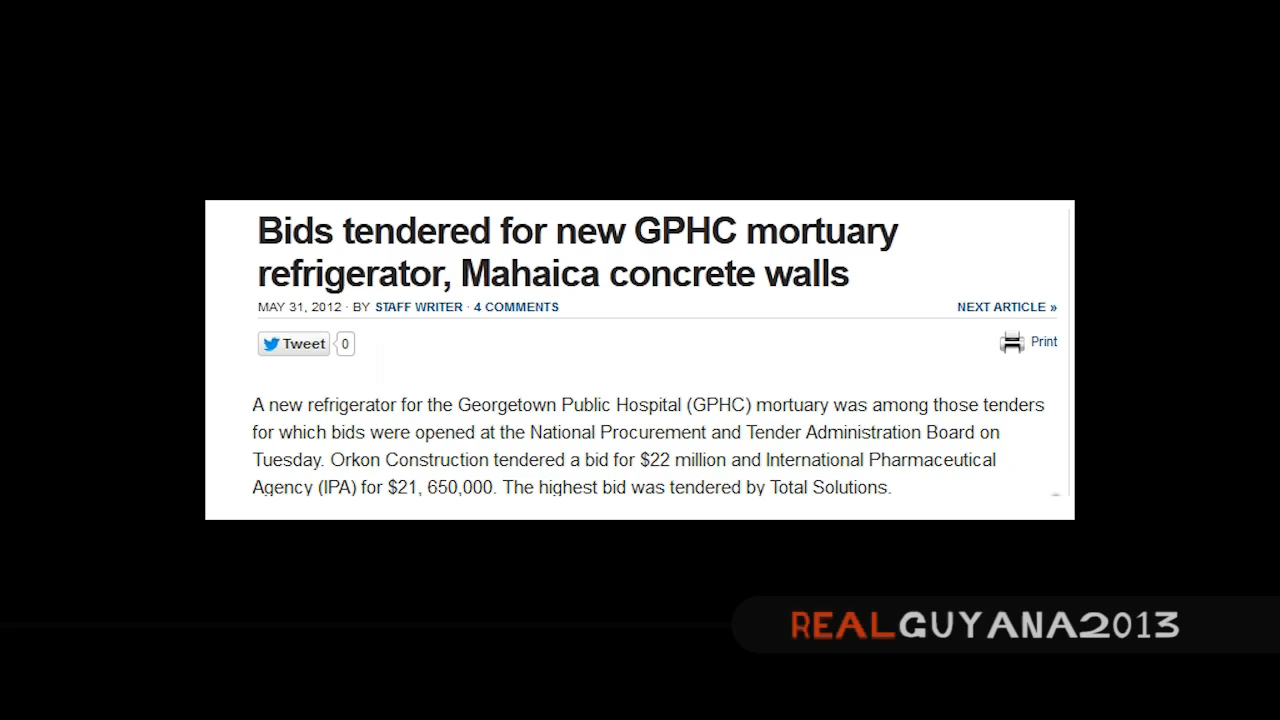 Bids tendered for new GPHC mortuary
refrigerator, Mahaica concrete walls
MAY 31, 2012 · BY STAFF WRITER · 4 COMMENTS
NEXT ARTICLE »
Tweet 0
Print
A new refrigerator for the Georgetown Public Hospital (GPHC) mortuary was among those tenders
for which bids were opened at the National Procurement and Tender Administration Board on
Tuesday. Orkon Construction tendered a bid for $22 million and International Pharmaceutical
Agency (IPA) for $21, 650,000. The highest bid was tendered by Total Solutions.
REALGUYANA2013